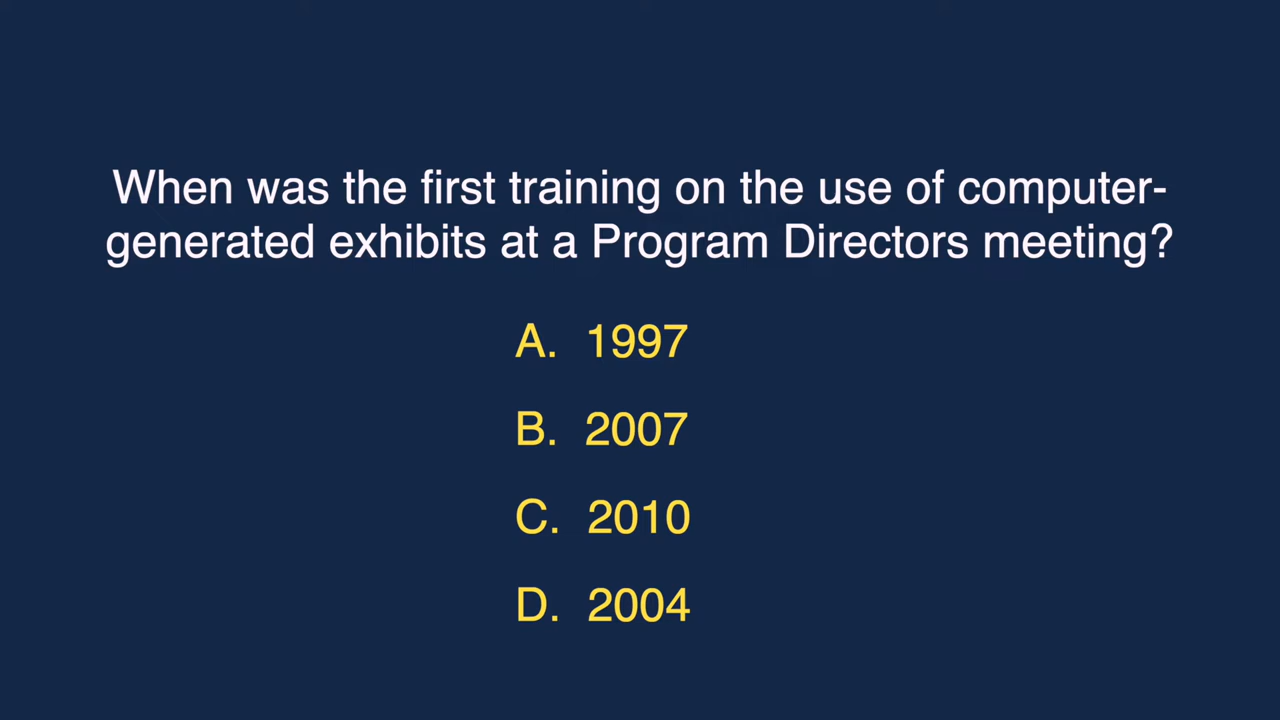 When was the first training on the use of computer-
generated exhibits at a Program Directors meeting?
A. 1997
B. 2007
C. 2010
D. 2004